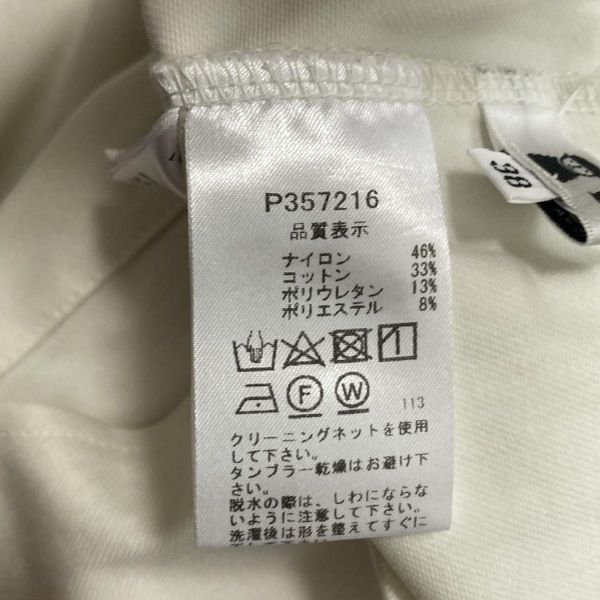 P357216
品質表示
ナイロン 46%
コットン 33%
ポリウレタン 13%
ポリエステル 8%
F W 113
クリーニングネットを使用
して下さい。
タンブラー乾燥はお避け下
さい。
脱水の際は、しわにならな
いように注意して下さい。
洗濯後は形を整えてすぐに
38